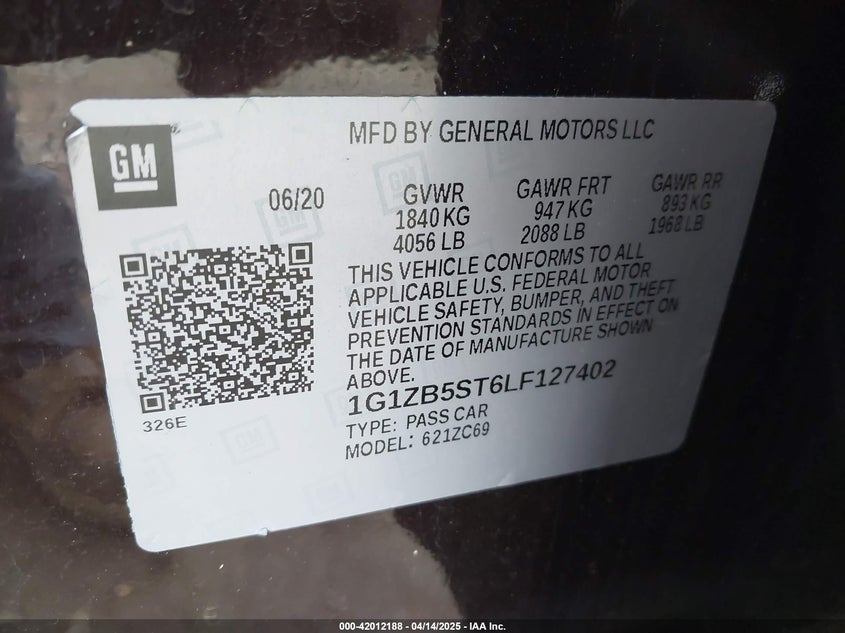 GM
MFD BY GENERAL MOTORS LLC
06/20
GVWR
1840 KG
4056 LB
GAWR FRT
947 KG
2088 LB
GAWR RR
893 KG
1968 LB
THIS VEHICLE CONFORMS TO ALL
APPLICABLE U.S. FEDERAL MOTOR
VEHICLE SAFETY, BUMPER, AND THEFT
PREVENTION STANDARDS IN EFFECT ON
THE DATE OF MANUFACTURE SHOWN
ABOVE.
1G1ZB5ST6LF127402
TYPE: PASS CAR
MODEL: 621ZC69
326E
000-42012188 - 04/14/2025 - IAA Inc.